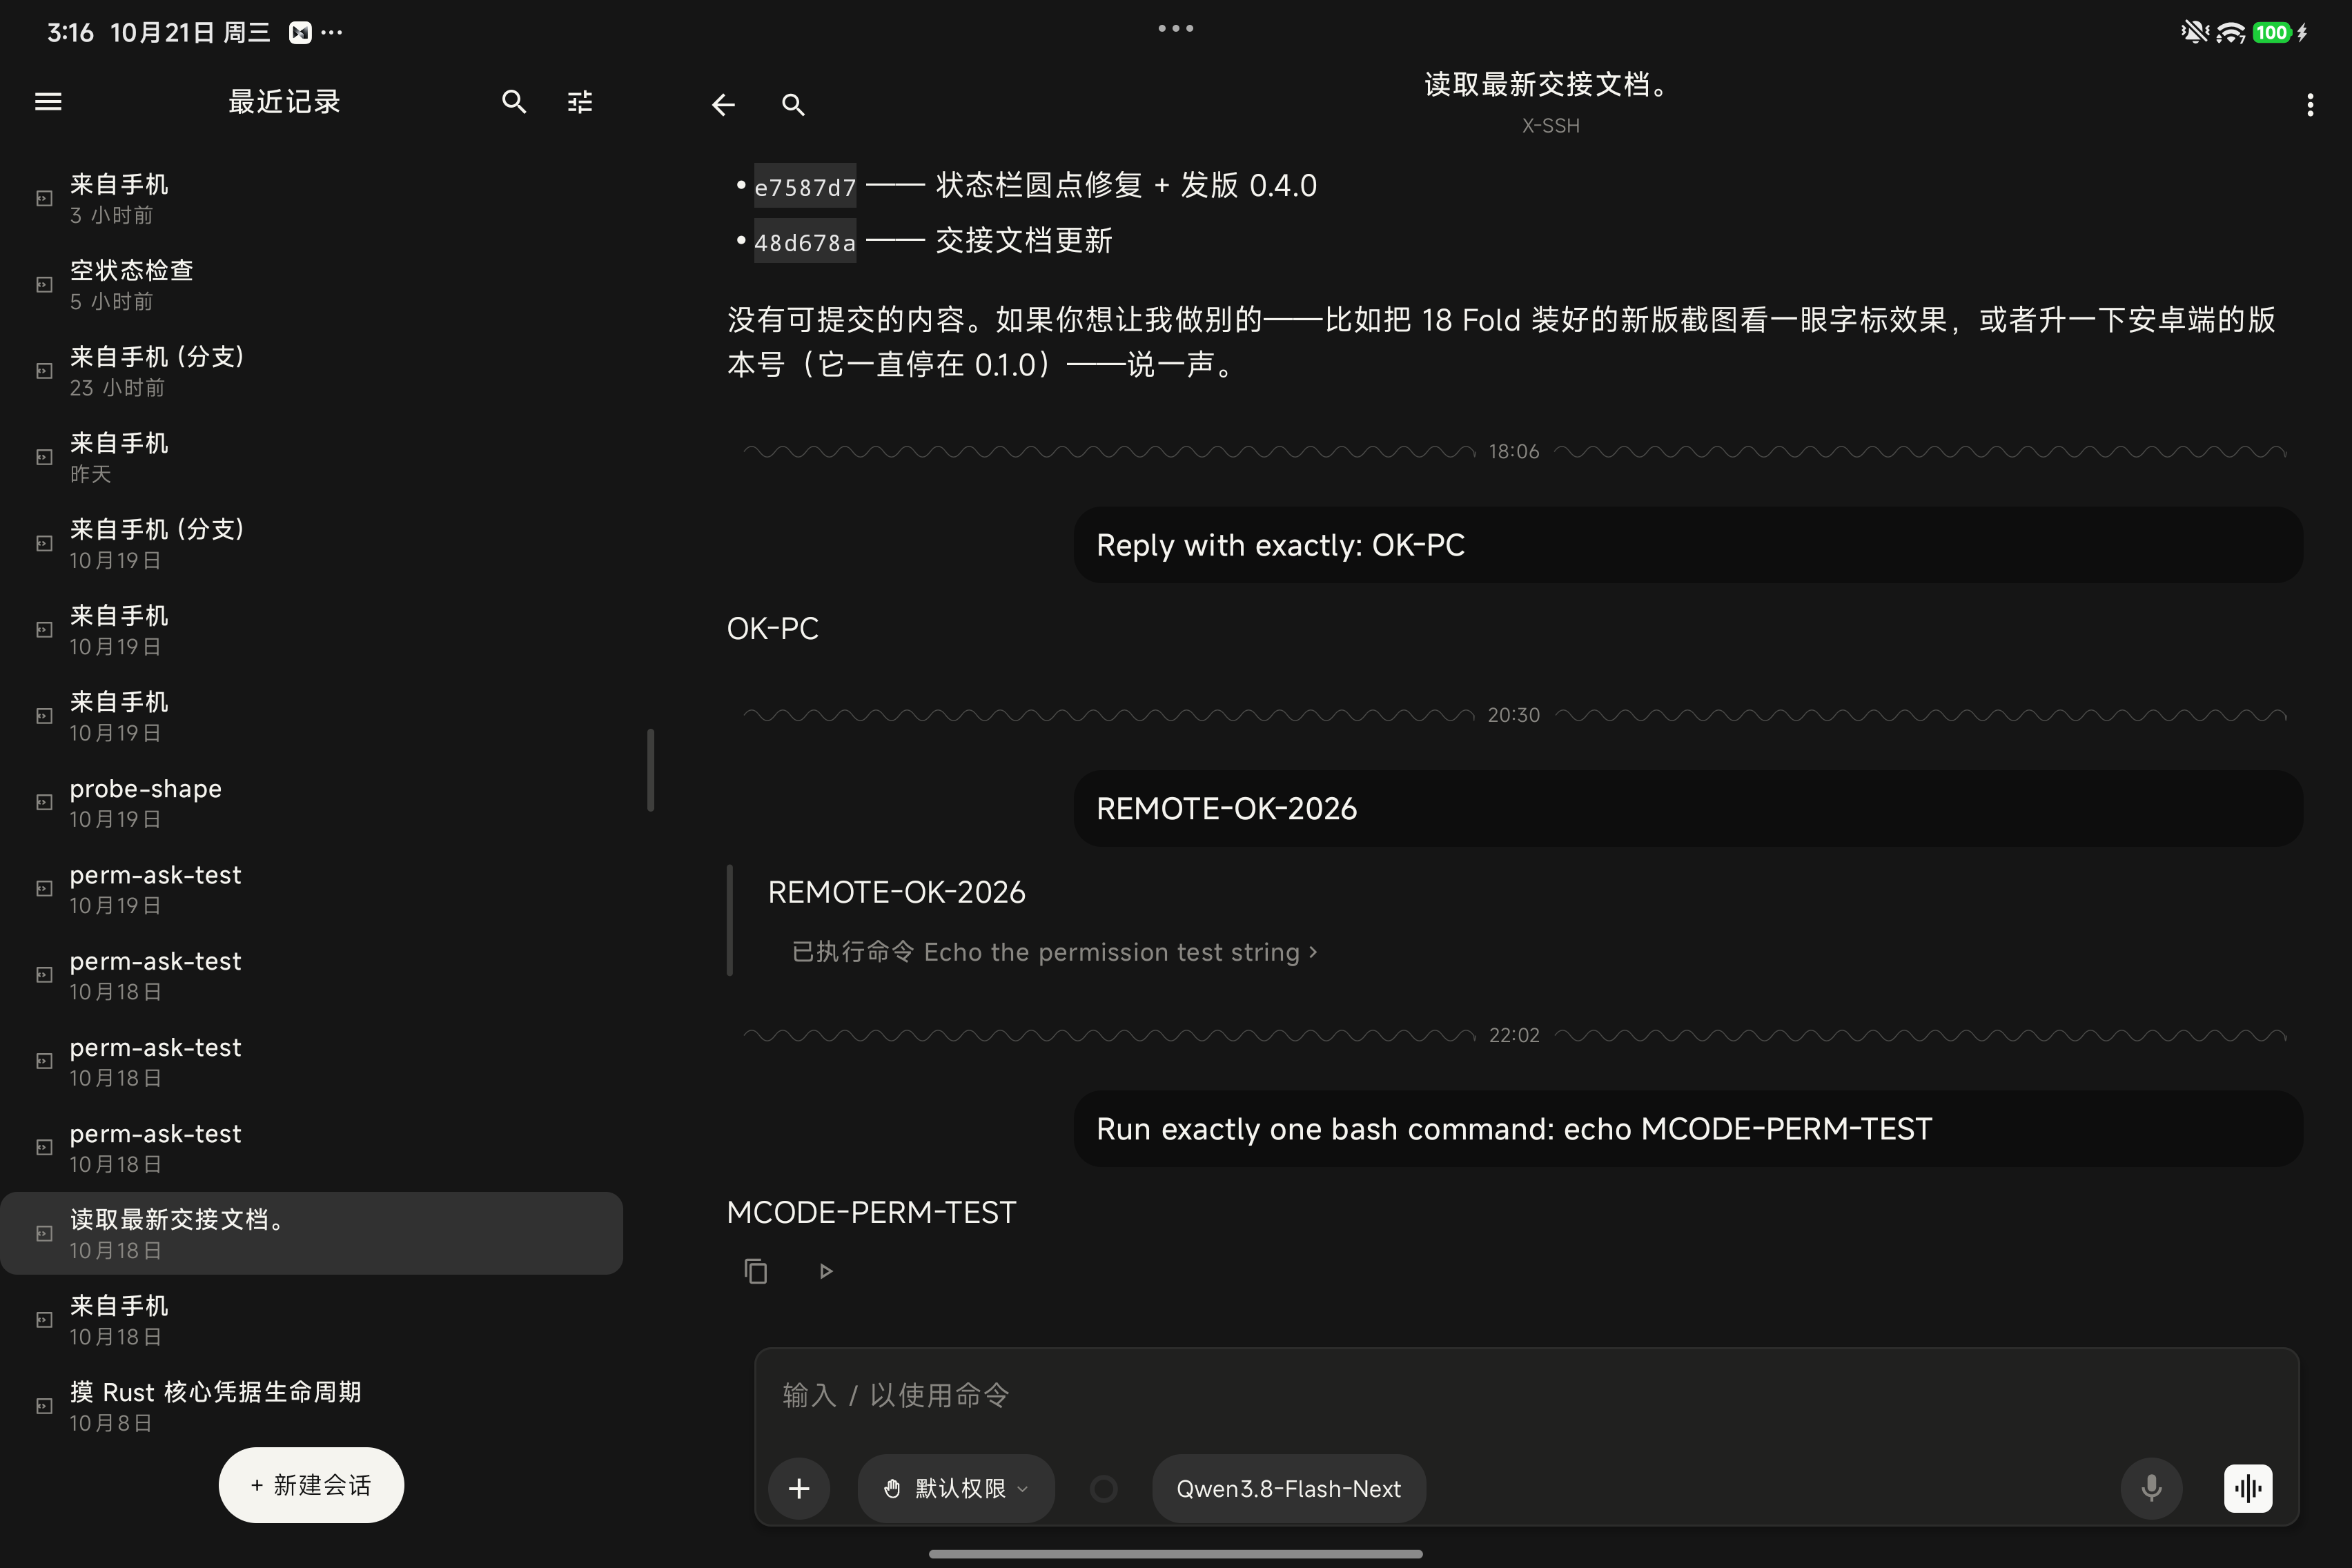 3:16 10月21日 周三
100
最近记录
来自手机
3 小时前
空状态检查
5 小时前
来自手机 (分支)
23 小时前
来自手机
昨天
来自手机 (分支)
10月19日
来自手机
10月19日
来自手机
10月19日
probe-shape
10月19日
perm-ask-test
10月19日
perm-ask-test
10月18日
perm-ask-test
10月18日
perm-ask-test
10月18日
读取最新交接文档。
10月18日
来自手机
10月18日
摸 Rust 核心凭据生命周期
10月8日
+ 新建会话
读取最新交接文档。
X-SSH
• e7587d7 —— 状态栏圆点修复 + 发版 0.4.0
• 48d678a —— 交接文档更新
没有可提交的内容。如果你想让我做别的——比如把 18 Fold 装好的新版截图看一眼字标效果，或者升一下安卓端的版
本号（它一直停在 0.1.0）——说一声。
18:06
Reply with exactly: OK-PC
OK-PC
20:30
REMOTE-OK-2026
REMOTE-OK-2026
已执行命令 Echo the permission test string ›
22:02
Run exactly one bash command: echo MCODE-PERM-TEST
MCODE-PERM-TEST
输入 / 以使用命令
默认权限
Qwen3.8-Flash-Next